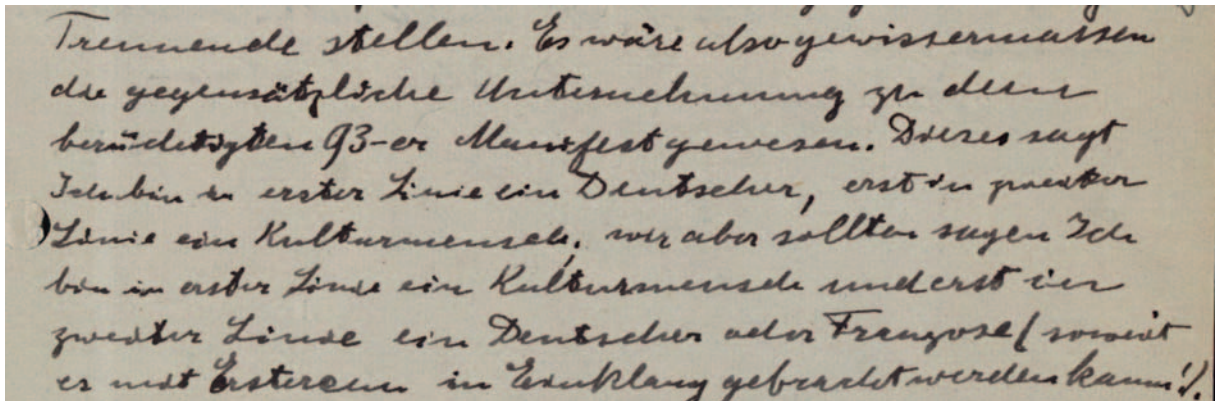 Trennende stellen. Es wäre also gewissermassen
die gegensätzliche Unternehmung zu dem
berüchtigten 93-er Manifest gewesen. Dieses sagt
Ich bin in erster Linie ein Deutscher, erst in zweiter
Linie ein Kulturmensch; wir aber sollten sagen Ich
bin in erster Linie ein Kulturmensch und erst in
zweiter Linie ein Deutscher oder Franzose (soweit
es mit Ersterem in Einklang gebracht werden kann!).